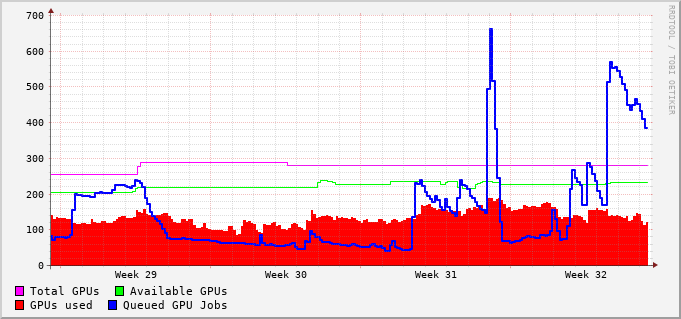 700
600
500
400
300
200
100
0
Week 29 Week 30 Week 31 Week 32
Total GPUs Available GPUs
GPUs used Queued GPU Jobs
RRDTOOL / TOBI OETIKER